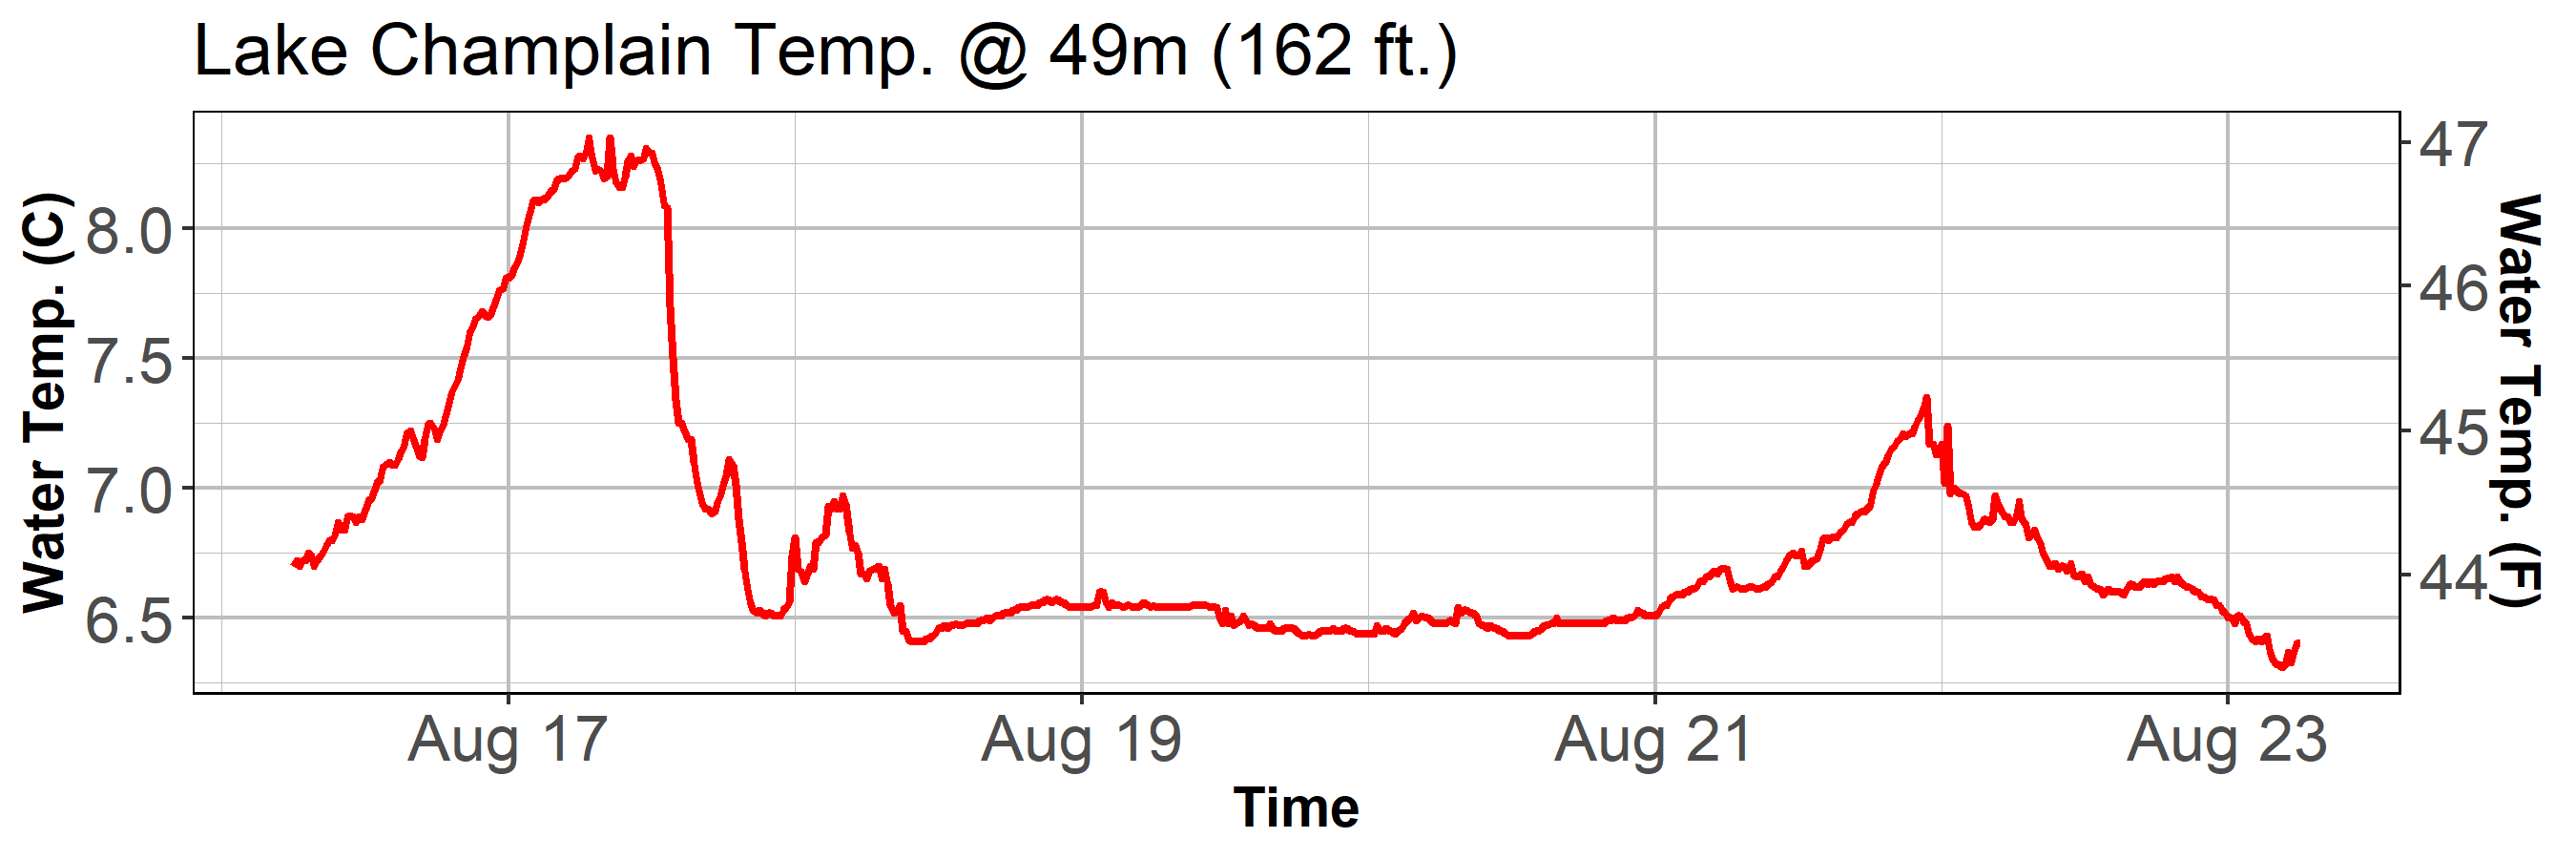 Lake Champlain Temp. @ 49m (162 ft.)
Water Temp. (C)
8.0
7.5
7.0
6.5
47
46
45
44
Water Temp. (F)
Aug 17 Aug 19 Aug 21 Aug 23
Time